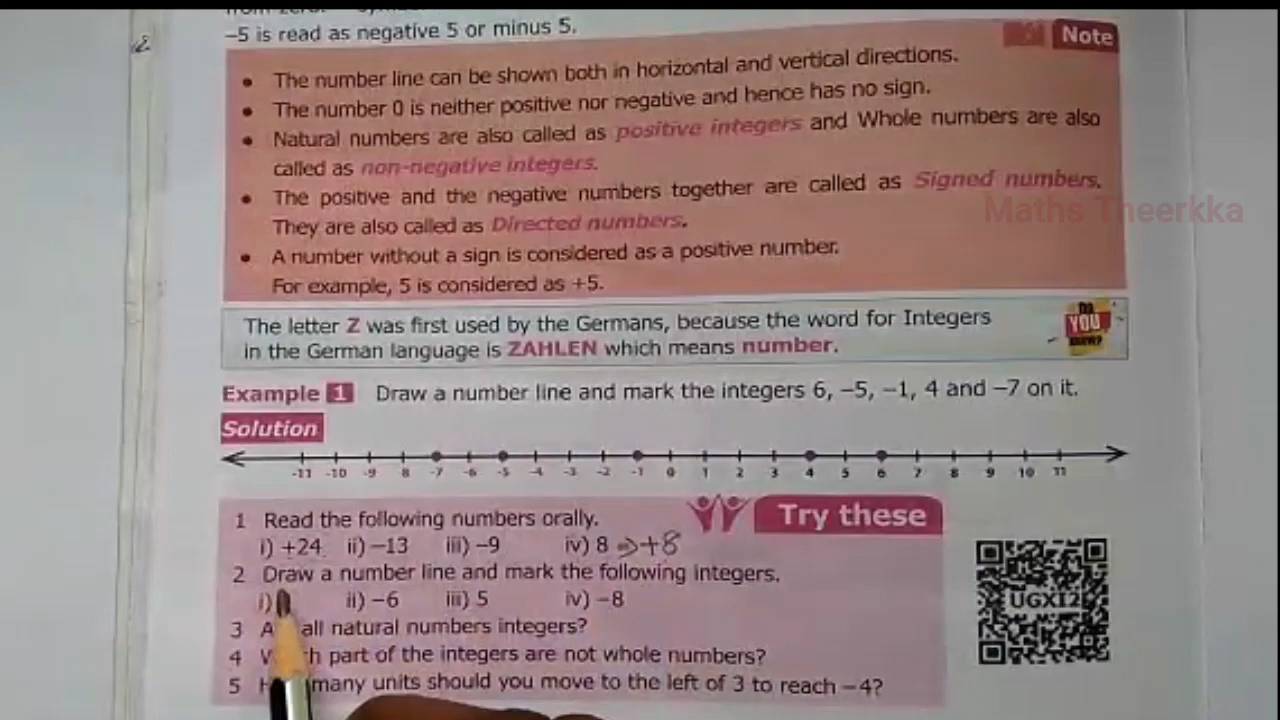 −5 is read as negative 5 or minus 5.
Note
• The number line can be shown both in horizontal and vertical directions.
• The number 0 is neither positive nor negative and hence has no sign.
• Natural numbers are also called as positive integers and Whole numbers are also
called as non-negative integers.
• The positive and the negative numbers together are called as Signed numbers.
They are also called as Directed numbers.
Maths Theerkka
• A number without a sign is considered as a positive number.
For example, 5 is considered as +5.
The letter Z was first used by the Germans, because the word for Integers
in the German language is ZAHLEN which means number.
DO YOU KNOW?
Example 1 Draw a number line and mark the integers 6, −5, −1, 4 and −7 on it.
Solution
-11 -10 -9 8 -7 -6 -5 -4 -3 -2 -1 0 1 2 3 4 5 6 7 8 9 10 11
Try these
1 Read the following numbers orally.
i) +24 ii) −13 iii) −9 iv) 8 ⇒ +8
2 Draw a number line and mark the following integers.
i) ii) −6 iii) 5 iv) −8
3 all natural numbers integers?
4 part of the integers are not whole numbers?
5 many units should you move to the left of 3 to reach −4?
UGXI2